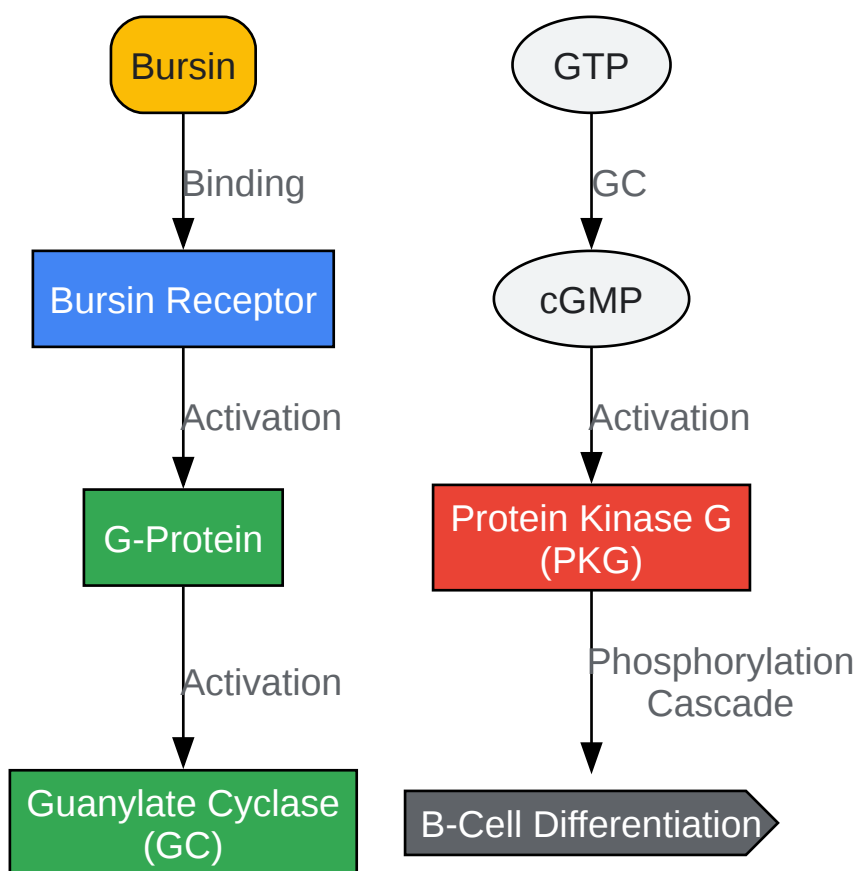 Bursin
Binding
Bursin Receptor
Activation
G-Protein
Activation
Guanylate Cyclase
(GC)
GTP
GC
cGMP
Activation
Protein Kinase G
(PKG)
Phosphorylation
Cascade
B-Cell Differentiation